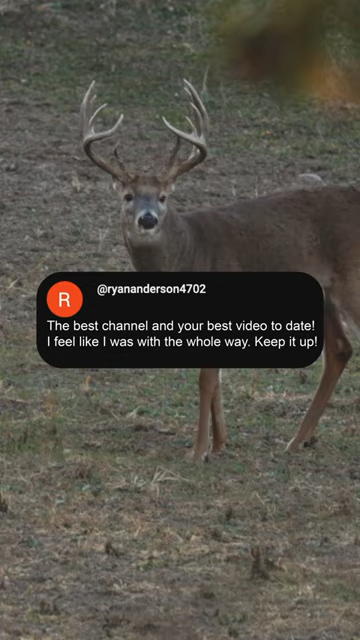 R
@ryananderson4702
The best channel and your best video to date!
I feel like I was with the whole way. Keep it up!